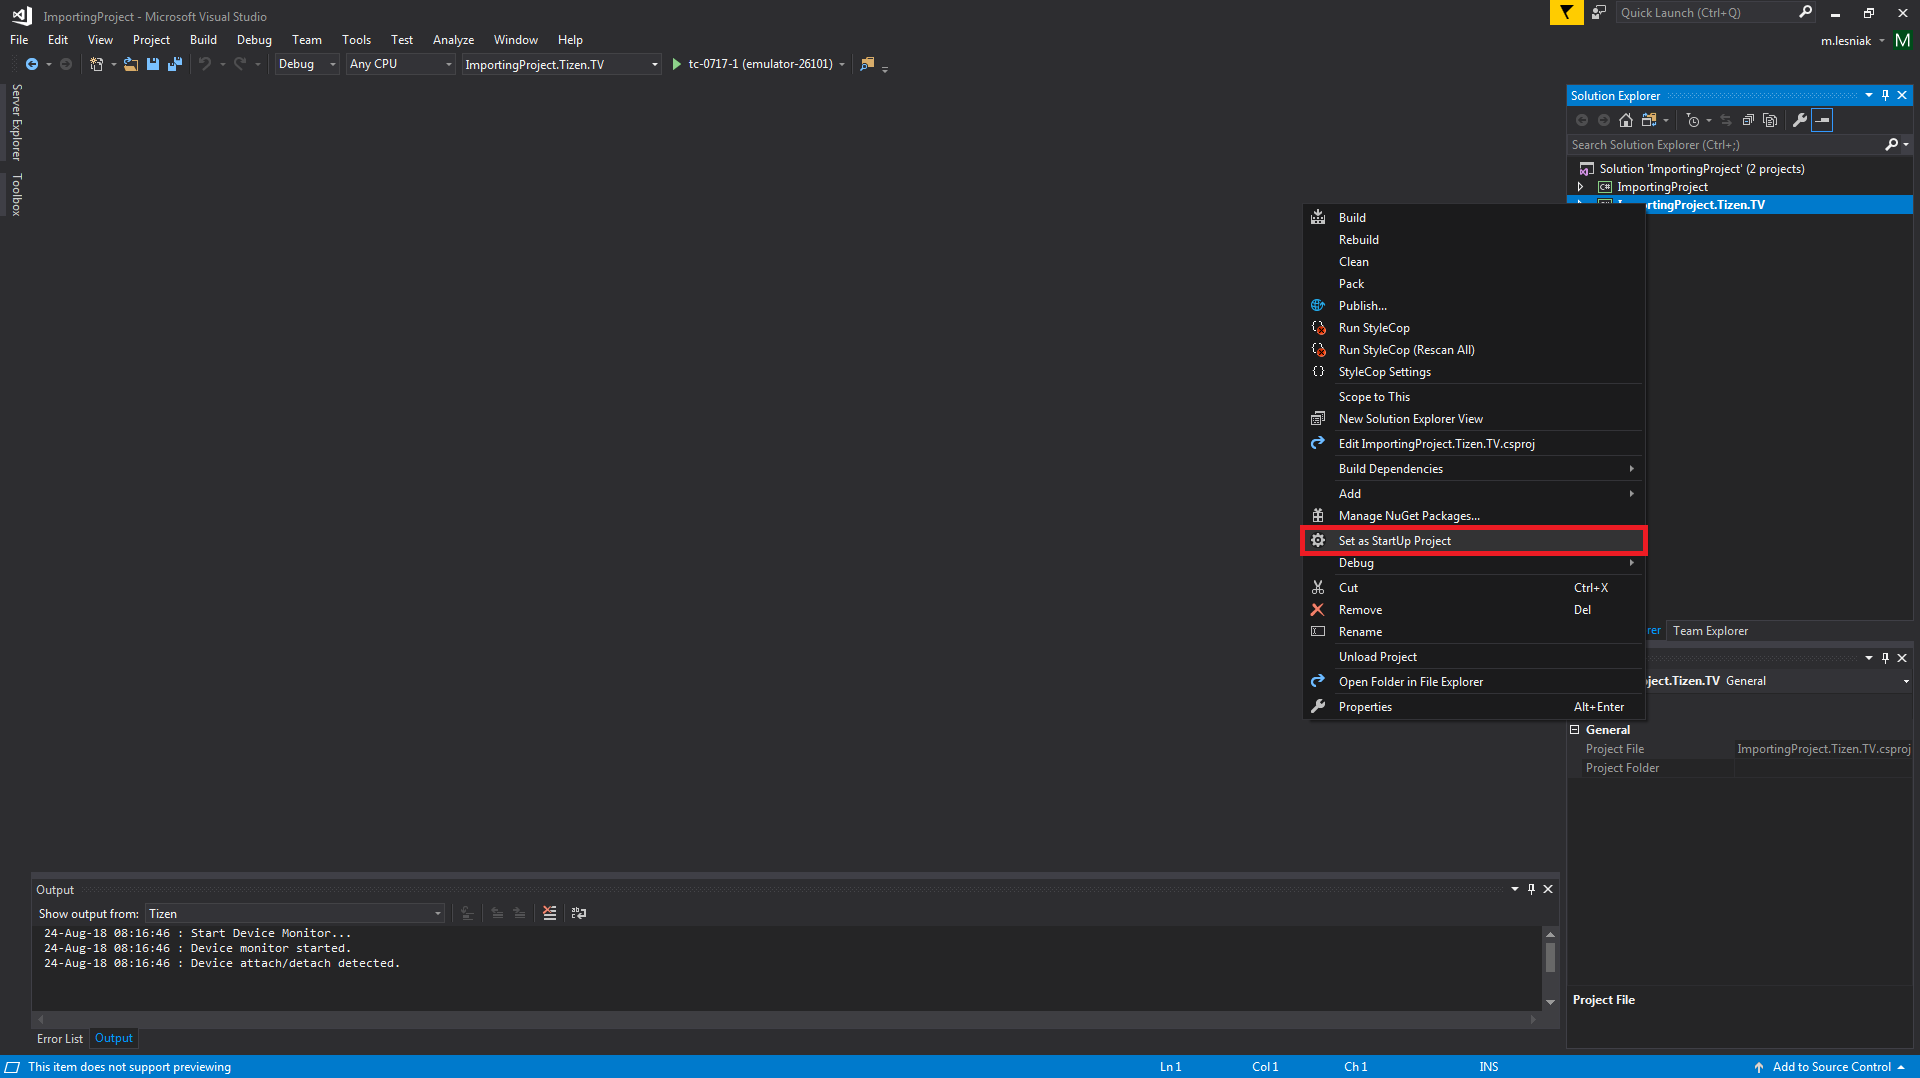 ImportingProject - Microsoft Visual Studio
Quick Launch (Ctrl+Q)
File Edit View Project Build Debug Team Tools Test Analyze Window Help
m.lesniak M
Debug Any CPU ImportingProject.Tizen.TV tc-0717-1 (emulator-26101)
Server Explorer
Toolbox
Solution Explorer
Search Solution Explorer (Ctrl+;)
Solution 'ImportingProject' (2 projects)
C# ImportingProject
rtingProject.Tizen.TV
Build
Rebuild
Clean
Pack
Publish...
Run StyleCop
Run StyleCop (Rescan All)
StyleCop Settings
Scope to This
New Solution Explorer View
Edit ImportingProject.Tizen.TV.csproj
Build Dependencies
Add
Manage NuGet Packages...
Set as StartUp Project
Debug
Cut Ctrl+X
Remove Del
Rename
Unload Project
Open Folder in File Explorer
Properties Alt+Enter
rer Team Explorer
ject.Tizen.TV General
General
Project File ImportingProject.Tizen.TV.csproj
Project Folder
Project File
Output
Show output from: Tizen
24-Aug-18 08:16:46 : Start Device Monitor...
24-Aug-18 08:16:46 : Device monitor started.
24-Aug-18 08:16:46 : Device attach/detach detected.
Error List Output
This item does not support previewing Ln 1 Col 1 Ch 1 INS Add to Source Control